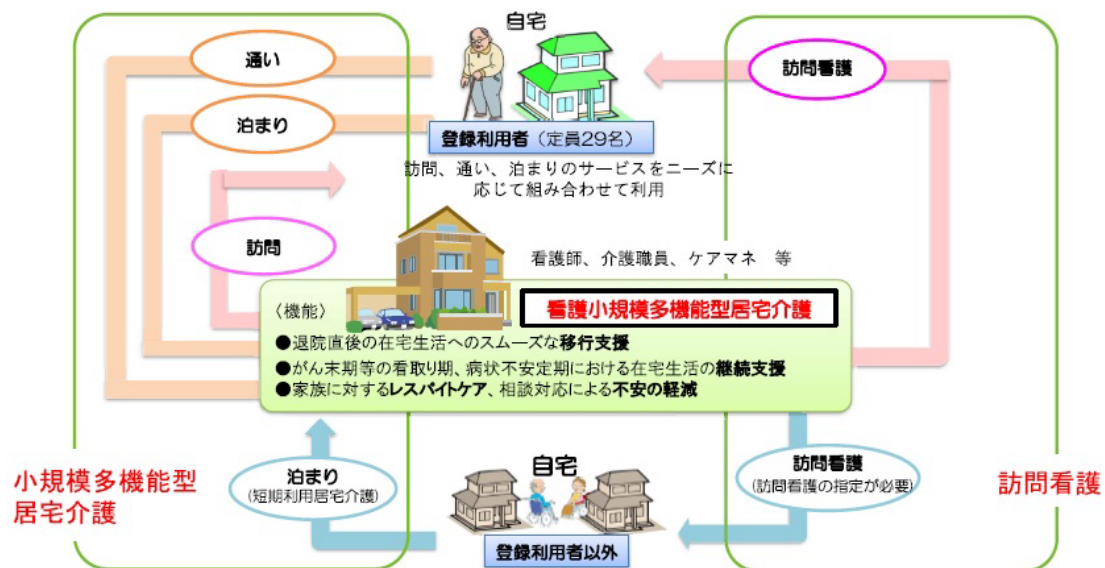 自宅
通い
訪問看護
泊まり
登録利用者（定員29名）
訪問、通い、泊まりのサービスをニーズに
応じて組み合わせて利用
訪問
看護師、介護職員、ケアマネ　等
〈機能〉
看護小規模多機能型居宅介護
●退院直後の在宅生活へのスムーズな移行支援
●がん末期等の看取り期、病状不安定期における在宅生活の継続支援
●家族に対するレスパイトケア、相談対応による不安の軽減
小規模多機能型
居宅介護
泊まり
(短期利用居宅介護)
自宅
訪問看護
(訪問看護の指定が必要)
訪問看護
登録利用者以外